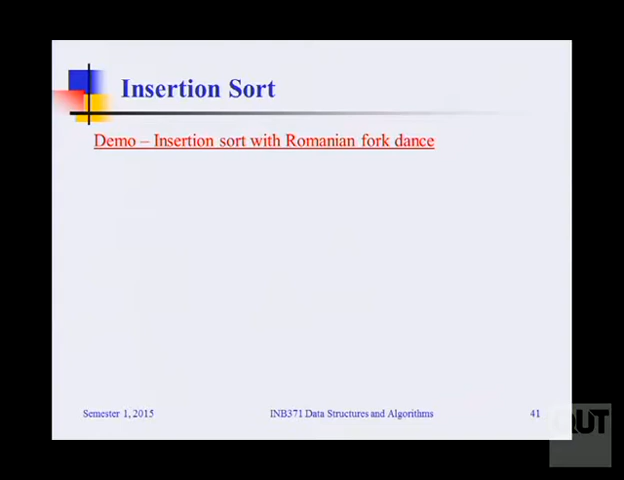 Insertion Sort
Demo – Insertion sort with Romanian fork dance
Semester 1, 2015
INB371 Data Structures and Algorithms
41
QUT